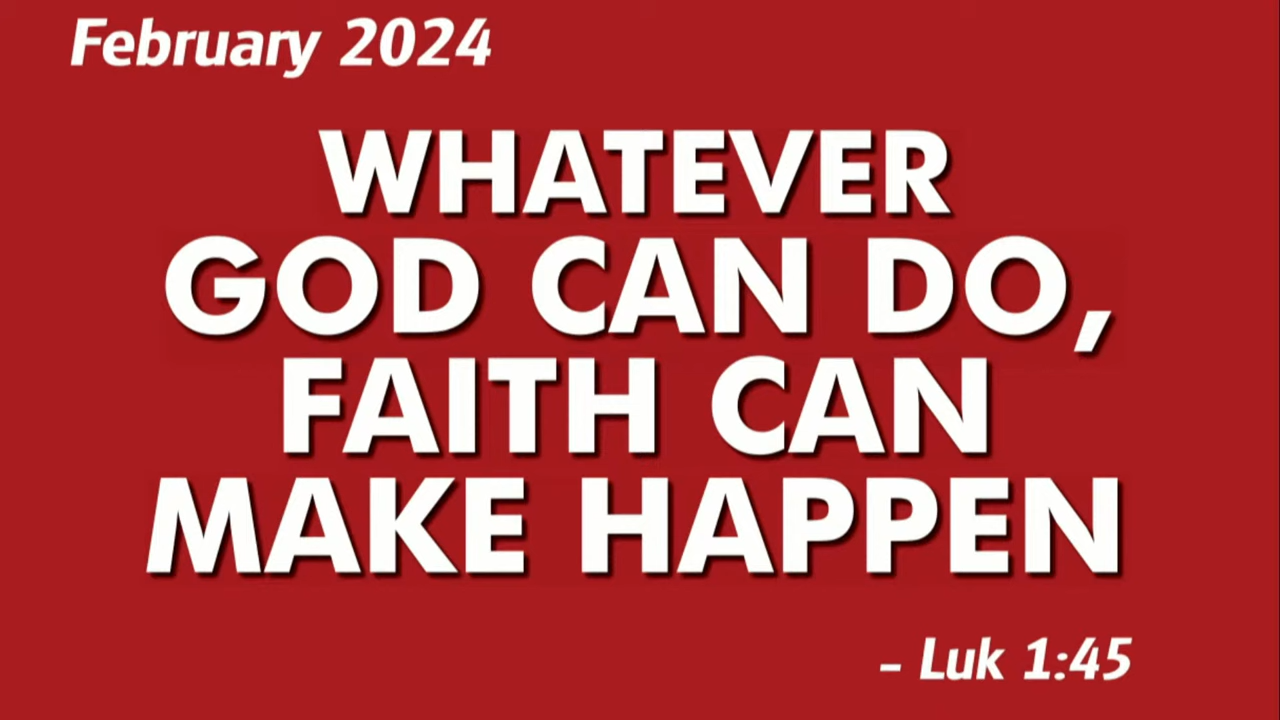 February 2024
WHATEVER
GOD CAN DO,
FAITH CAN
MAKE HAPPEN
– Luk 1:45